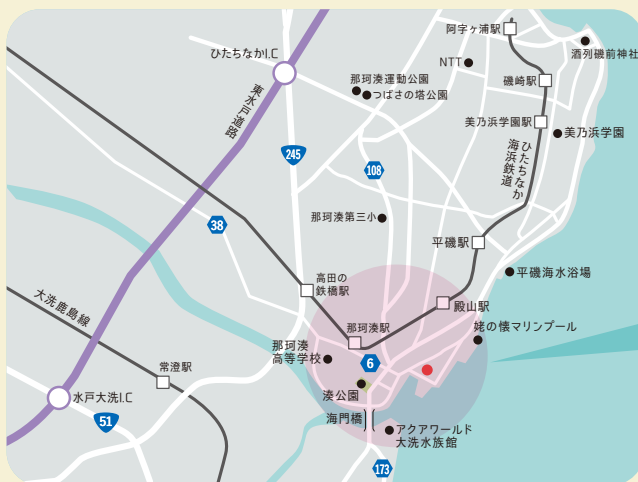 阿字ヶ浦駅
酒列磯前神社
ひたちなかI.C
NTT
那珂湊運動公園
つばさの塔公園
磯崎駅
東水戸道路
美乃浜学園駅
美乃浜学園
ひたちなか
海浜鉄道
245
108
38
那珂湊第三小
平磯駅
高田の
鉄橋駅
平磯海水浴場
大洗鹿島線
殿山駅
那珂湊駅
姥の懐マリンプール
那珂湊
高等学校
6
常澄駅
湊公園
水戸大洗I.C
51
海門橋
アクアワールド
大洗水族館
173